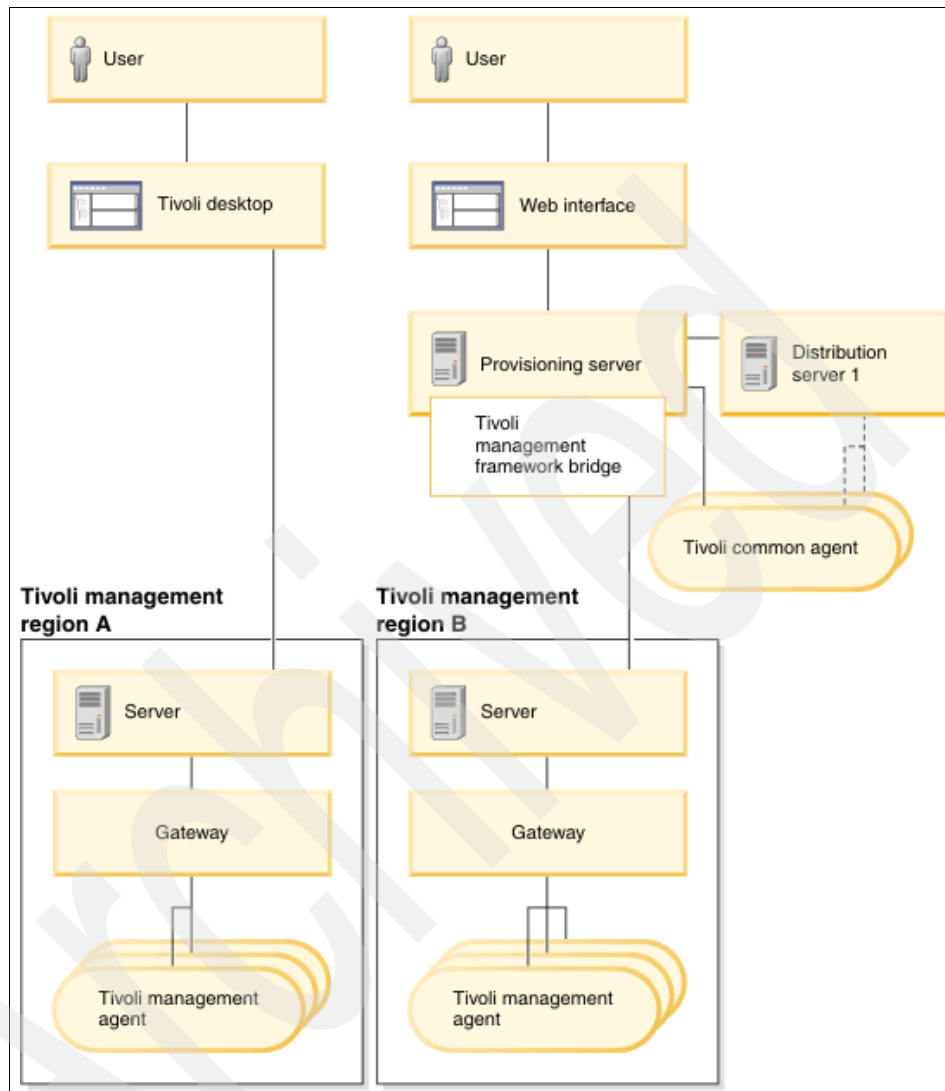 User
User
Tivoli desktop
Web interface
Provisioning server
Distribution
server 1
Tivoli
management
framework bridge
Tivoli common agent
Tivoli management
region A
Tivoli management
region B
Server
Server
Gateway
Gateway
Tivoli management
agent
Tivoli management
agent
Archived